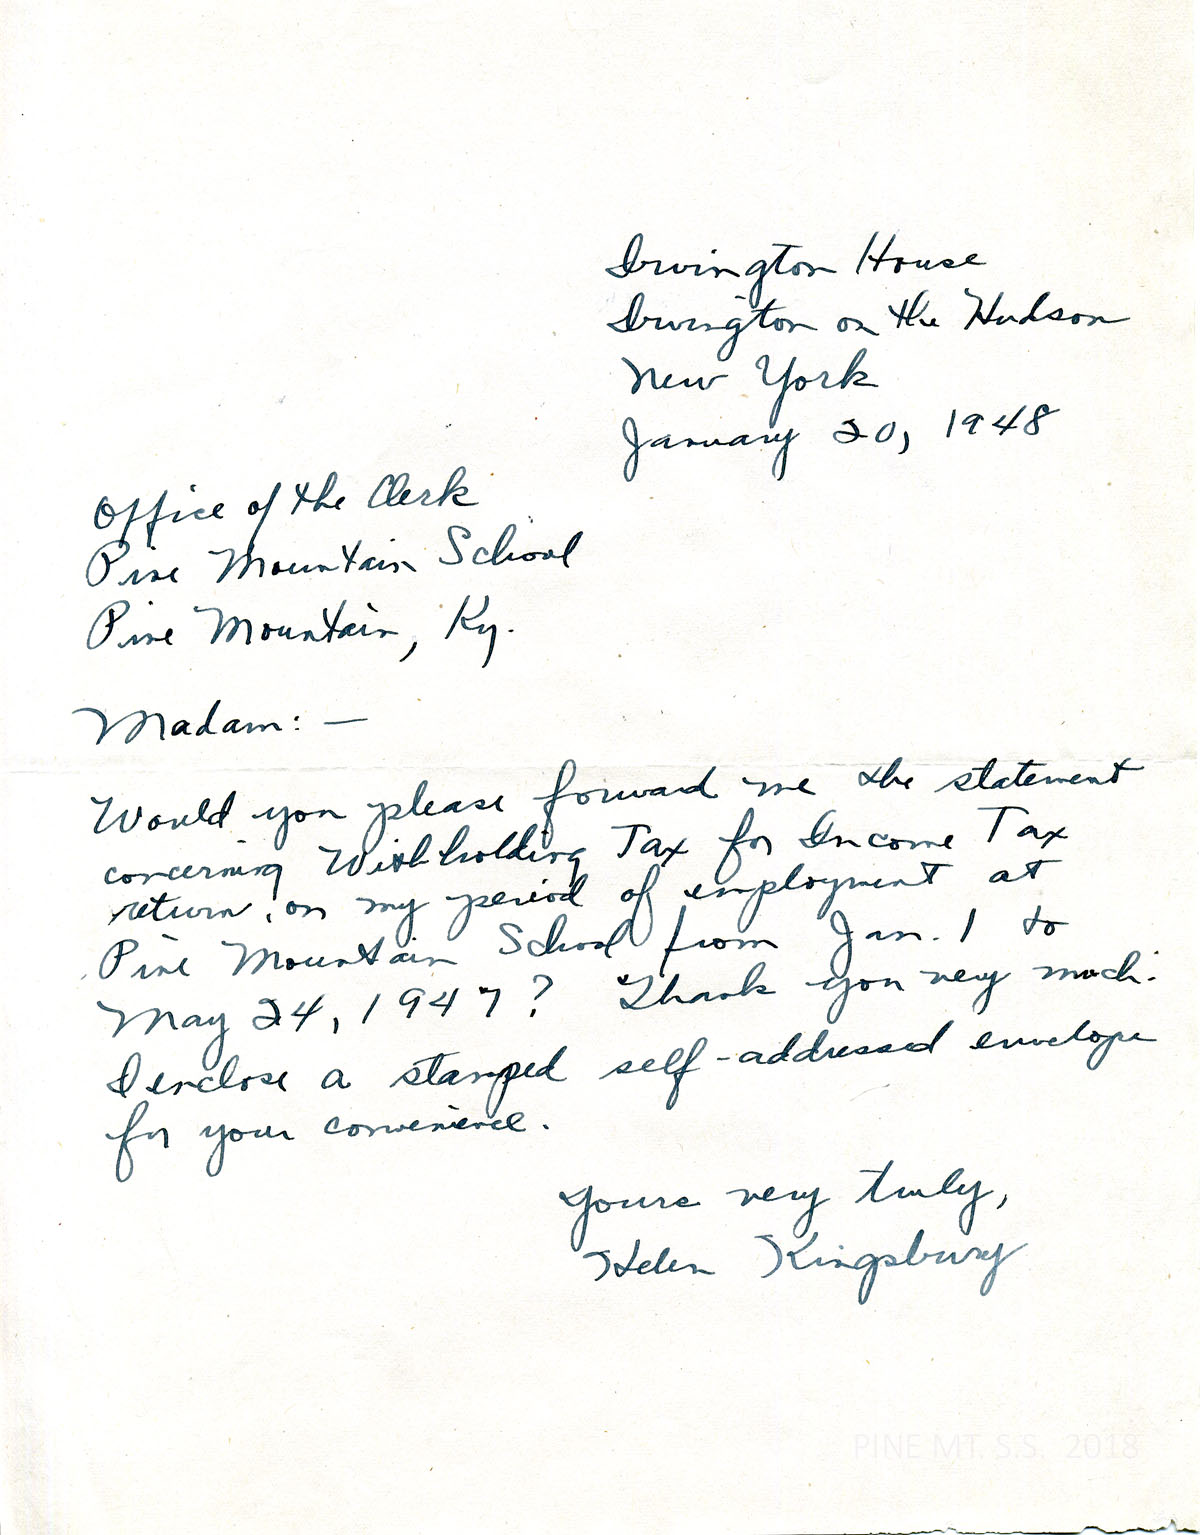 Irvington House
Irvington on the Hudson
New York
January 20, 1948
Office of the Clerk
Pine Mountain School
Pine Mountain, Ky.
Madam: —
Would you please forward me the statement
concerning Withholding Tax for Income Tax
return, on my period of employment at
Pine Mountain School from Jan. 1 to
May 24, 1947? Thank you very much.
I enclose a stamped self-addressed envelope
for your convenience.
Yours very truly,
Helen Kingsbury
PINE MT. S.S. 2018